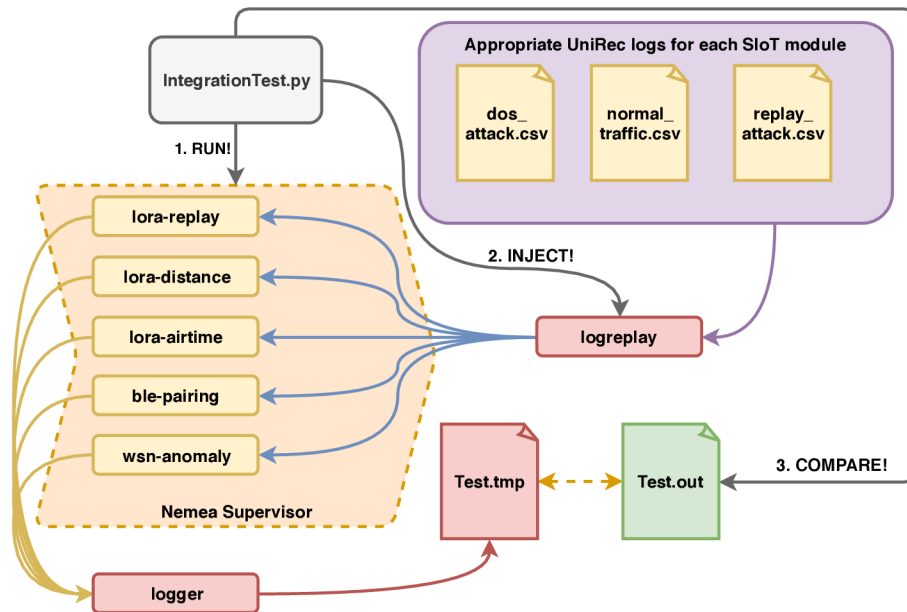 Appropriate UniRec logs for each SIoT module
IntegrationTest.py
dos_
attack.csv
normal_
traffic.csv
replay_
attack.csv
1. RUN!
lora-replay
2. INJECT!
lora-distance
lora-airtime
logreplay
ble-pairing
wsn-anomaly
Nemea Supervisor
Test.tmp
Test.out
3. COMPARE!
logger